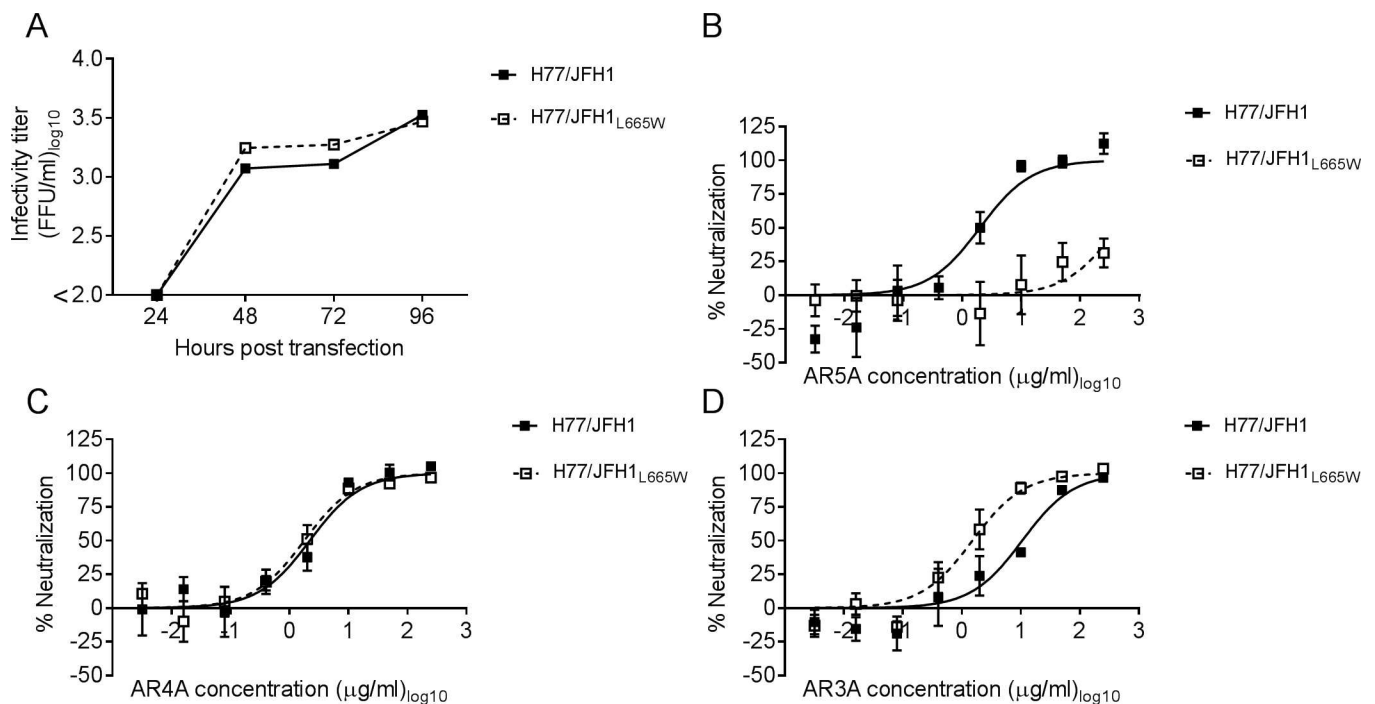 A
4.0
3.5
3.0
2.5
<2.0
Infectivity titer
(FFU/ml)log10
24 48 72 96
Hours post transfection
H77/JFH1
H77/JFH1L665W
B
H77/JFH1
H77/JFH1L665W
125
100
75
50
25
0
-25
-50
% Neutralization
-2 -1 0 1 2 3
AR5A concentration (μg/ml)log10
C
H77/JFH1
H77/JFH1L665W
125
100
75
50
25
0
-25
-50
% Neutralization
-2 -1 0 1 2 3
AR4A concentration (μg/ml)log10
D
H77/JFH1
H77/JFH1L665W
125
100
75
50
25
0
-25
-50
% Neutralization
-2 -1 0 1 2 3
AR3A concentration (μg/ml)log10